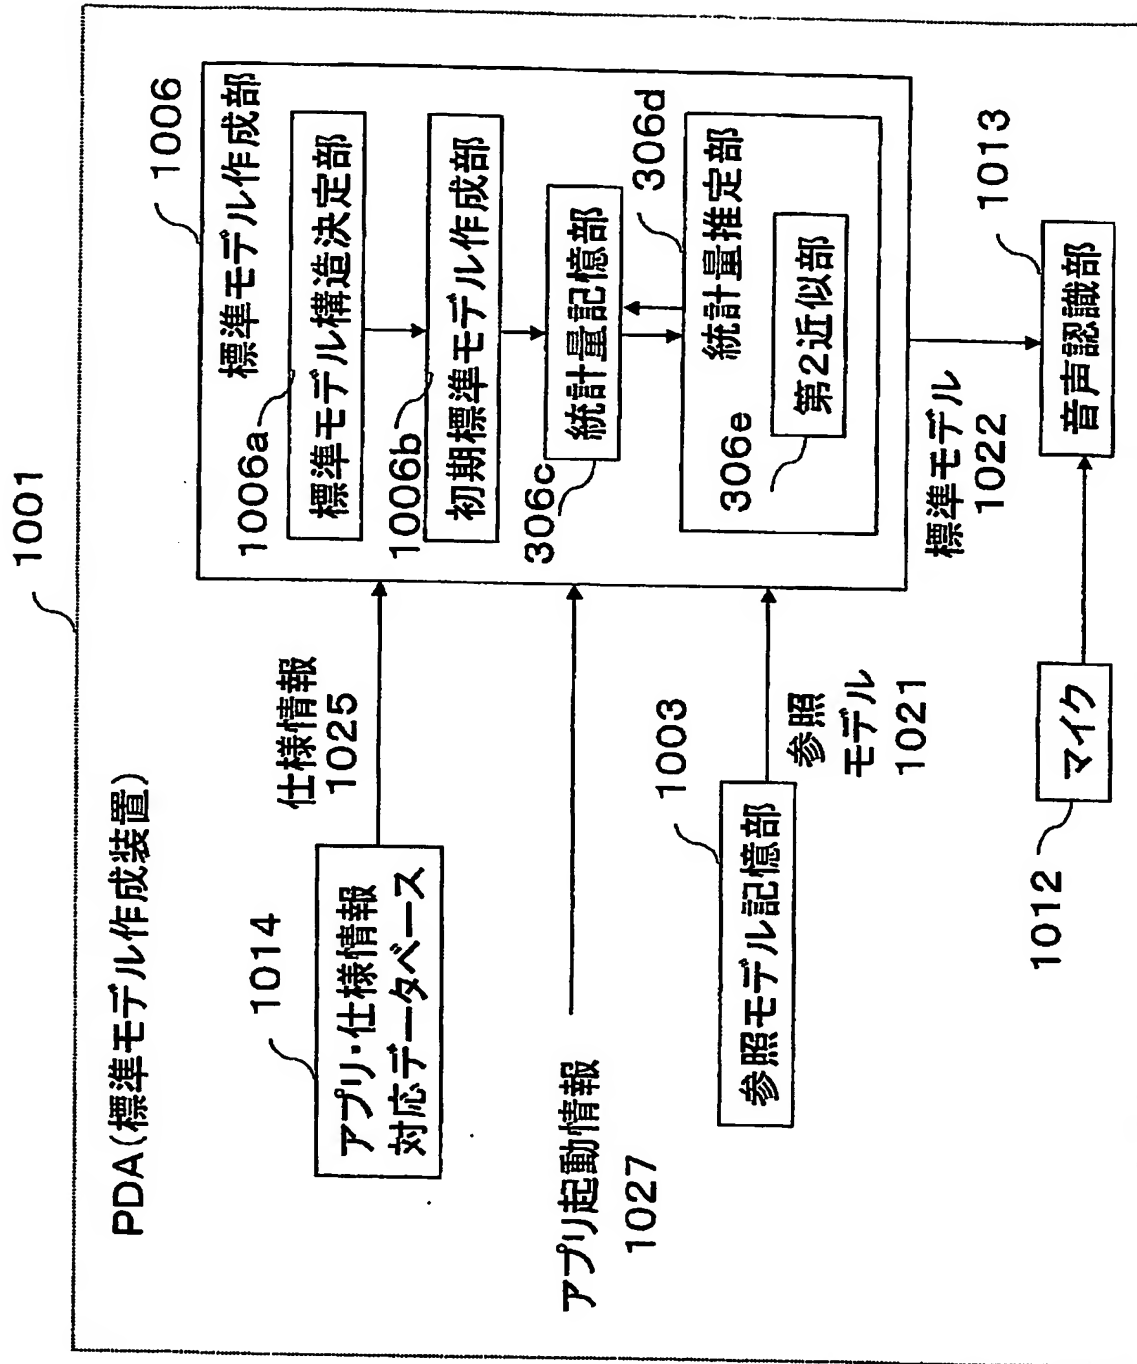 1001
PDA(標準モデル作成装置)
1006
標準モデル作成部
1006a
標準モデル構造決定部
1006b
初期標準モデル作成部
306c
統計量記憶部
306d
統計量推定部
306e
第2近似部
1014
アプリ・仕様情報
対応データベース
仕様情報
1025
アプリ起動情報
1027
1003
参照モデル記憶部
参照
モデル
1021
標準モデル
1022
1013
音声認識部
1012
マイク